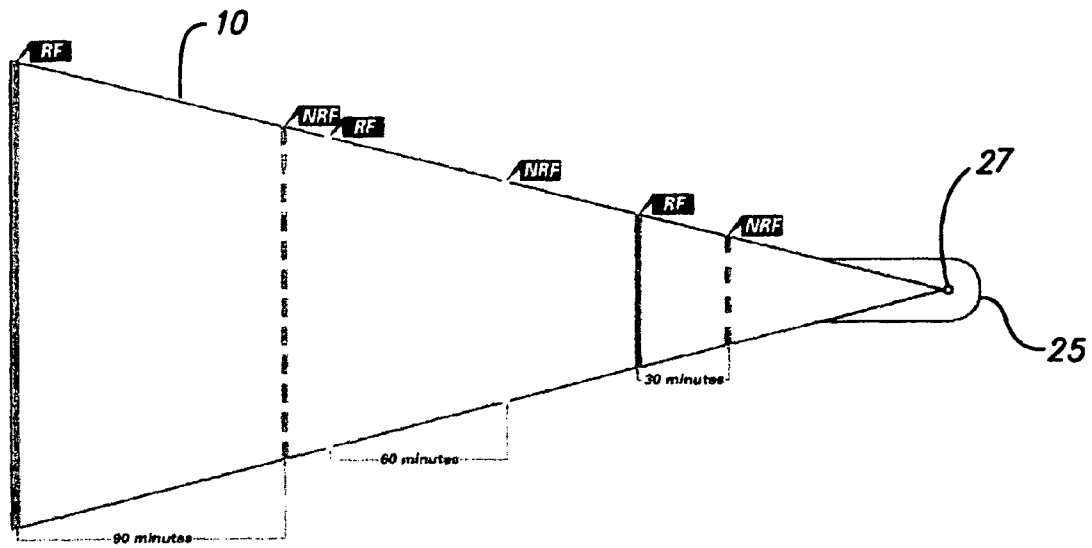 10
RF
NRF
RF
NRF
RF
NRF
27
25
30 minutes
60 minutes
90 minutes